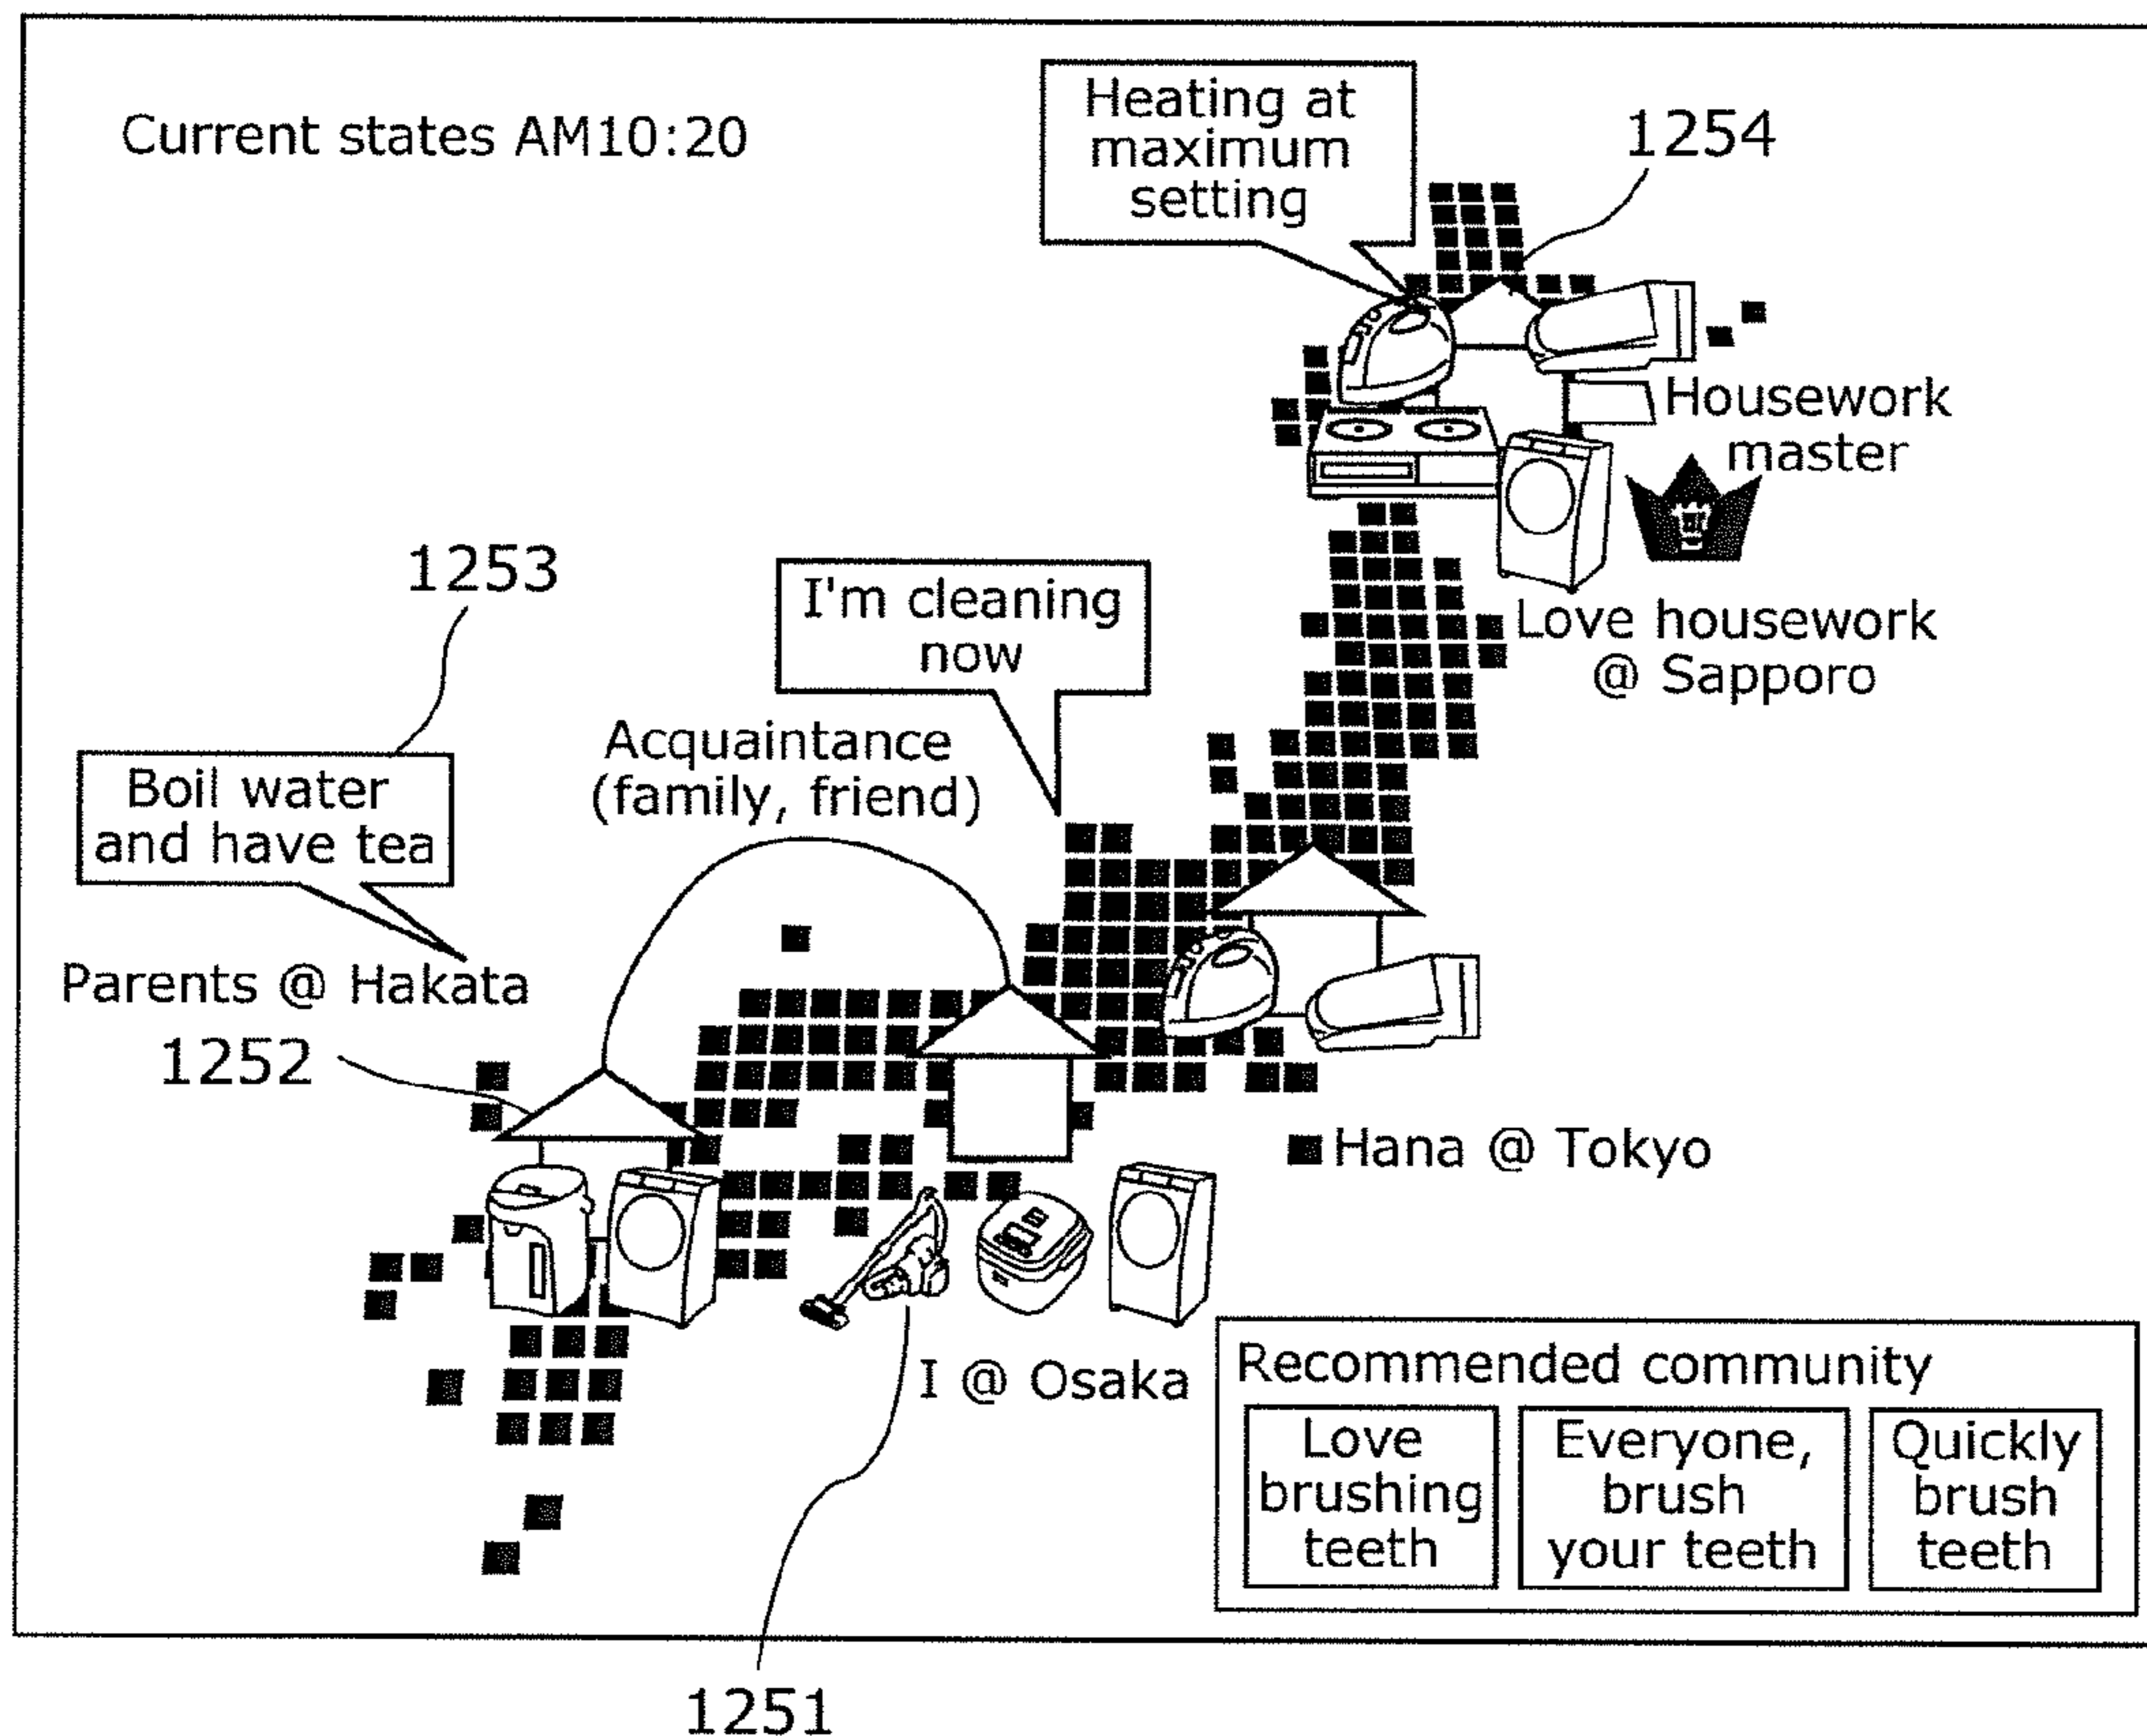 Current states AM10:20
Heating at
maximum
setting
1254
Housework
master
Love housework
@ Sapporo
1253
I'm cleaning
now
Acquaintance
(family, friend)
Boil water
and have tea
Parents @ Hakata
1252
Hana @ Tokyo
I @ Osaka
Recommended community
Love
brushing
teeth
Everyone,
brush
your teeth
Quickly
brush
teeth
1251